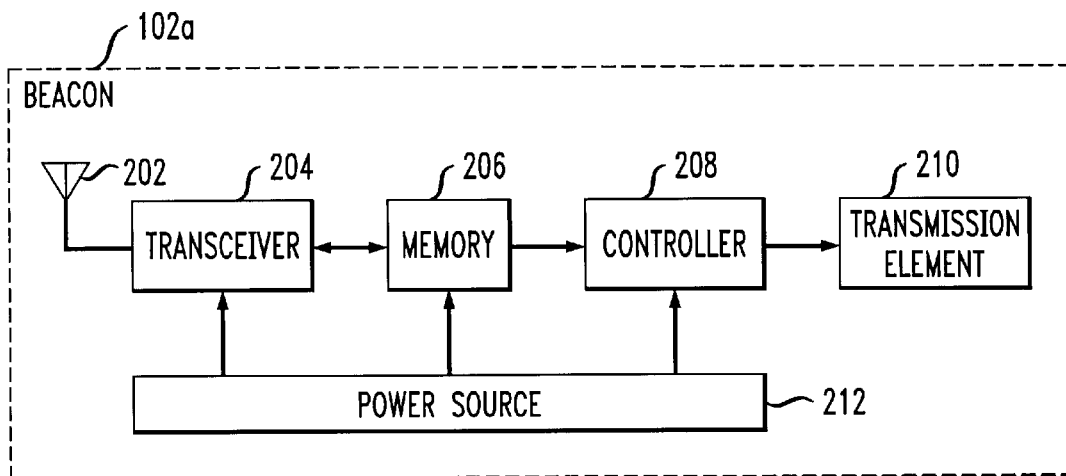 102a
BEACON
202
204
206
208
210
TRANSCEIVER
MEMORY
CONTROLLER
TRANSMISSION
ELEMENT
POWER SOURCE
212